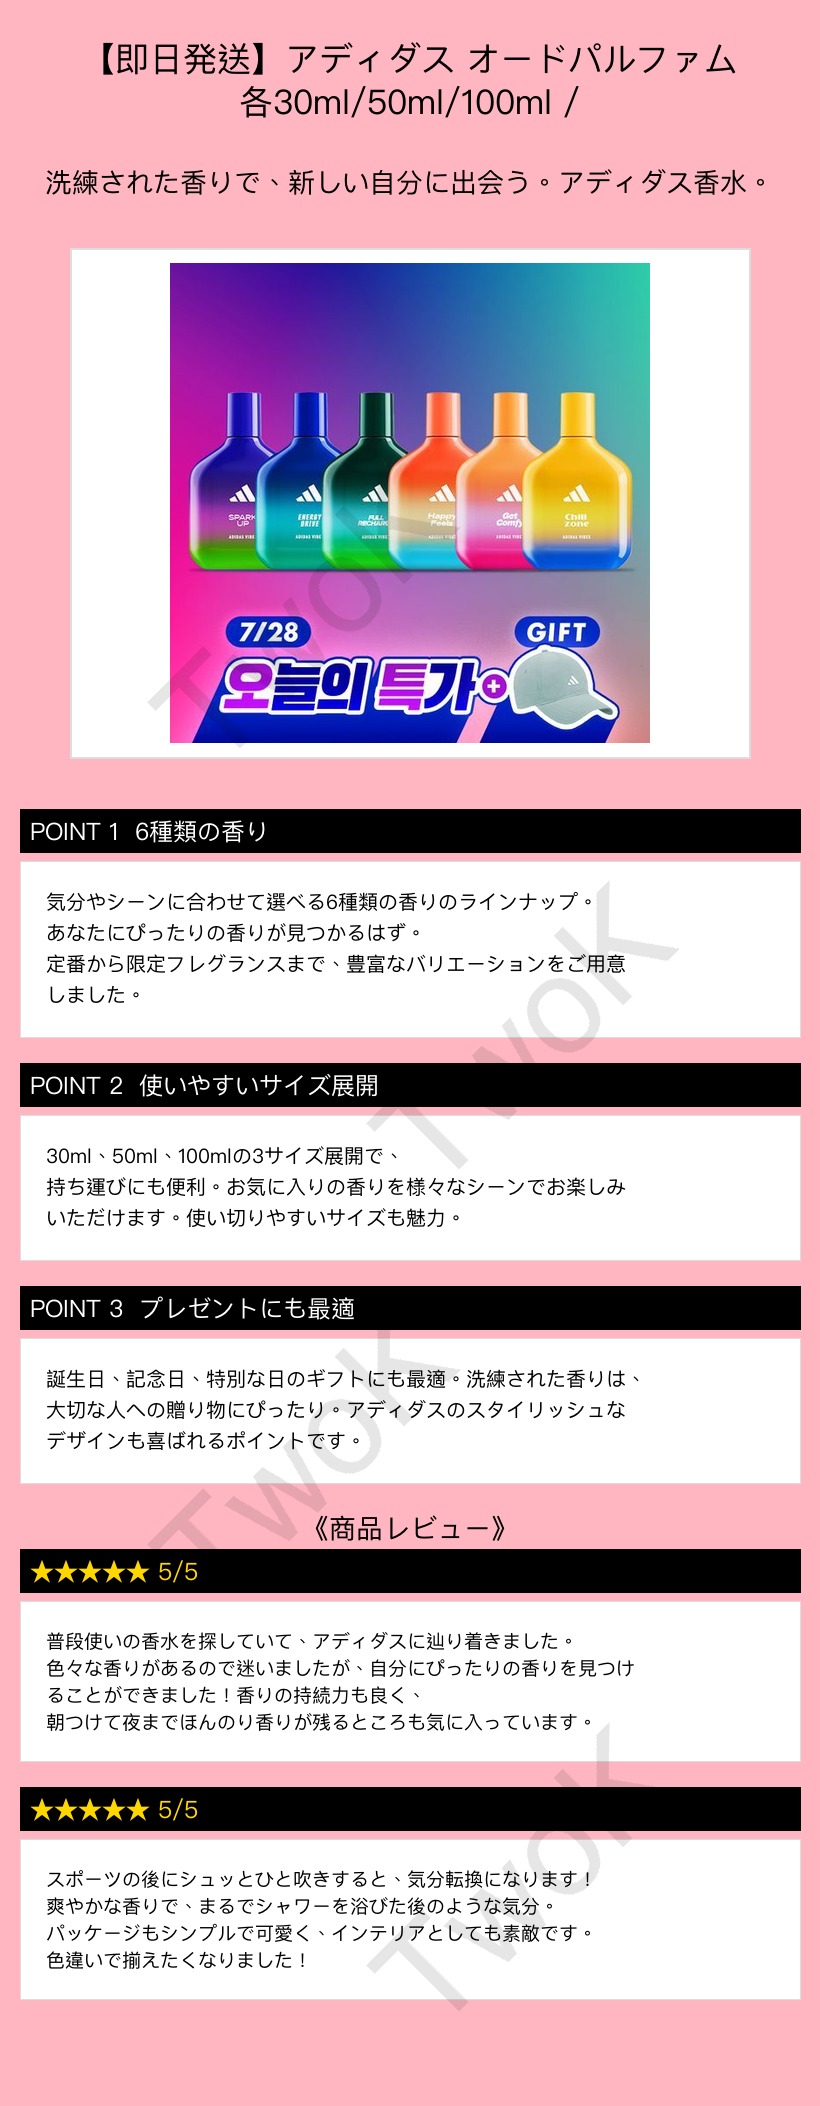 【即日発送】アディダス オードパルファム
各30ml/50ml/100ml /
洗練された香りで、新しい自分に出会う。アディダス香水。
SPARK UP
ADIDAS VIBE
ENERGY DRIVE
ADIDAS VIBE
FULL RECHARG
ADIDAS VIBE
Happy Feels
ADIDAS VIBE
Get Comfy
ADIDAS VIBE
Chill zone
ADIDAS VIBES
7/28
GIFT
오늘의 특가+
POINT 1 6種類の香り
気分やシーンに合わせて選べる6種類の香りのラインナップ。
あなたにぴったりの香りが見つかるはず。
定番から限定フレグランスまで、豊富なバリエーションをご用意
しました。
POINT 2 使いやすいサイズ展開
30ml、50ml、100mlの3サイズ展開で、
持ち運びにも便利。お気に入りの香りを様々なシーンでお楽しみ
いただけます。使い切りやすいサイズも魅力。
POINT 3 プレゼントにも最適
誕生日、記念日、特別な日のギフトにも最適。洗練された香りは、
大切な人への贈り物にぴったり。アディダスのスタイリッシュな
デザインも喜ばれるポイントです。
《商品レビュー》
★★★★★ 5/5
普段使いの香水を探していて、アディダスに辿り着きました。
色々な香りがあるので迷いましたが、自分にぴったりの香りを見つけ
ることができました！香りの持続力も良く、
朝つけて夜までほんのり香りが残るところも気に入っています。
★★★★★ 5/5
スポーツの後にシュッとひと吹きすると、気分転換になります！
爽やかな香りで、まるでシャワーを浴びた後のような気分。
パッケージもシンプルで可愛く、インテリアとしても素敵です。
色違いで揃えたくなりました！
TwoK
TwoK
TwoK
TwoK